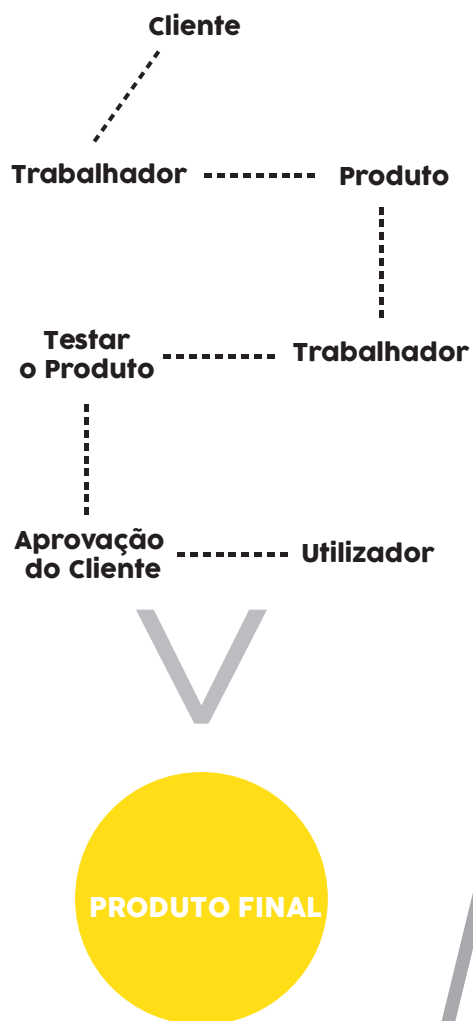 Cliente
Trabalhador
Produto
Testar
o Produto
Trabalhador
Aprovação
do Cliente
Utilizador
PRODUTO FINAL